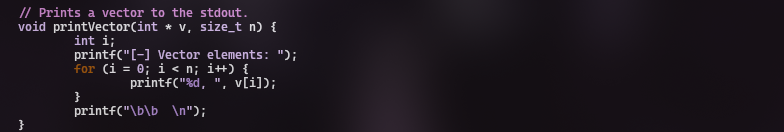 // Prints a vector to the stdout.
void printVector(int * v, size_t n) {
        int i;
        printf("[-] Vector elements: ");
        for (i = 0; i < n; i++) {
                printf("%d, ", v[i]);
        }
        printf("\b\b  \n");
}